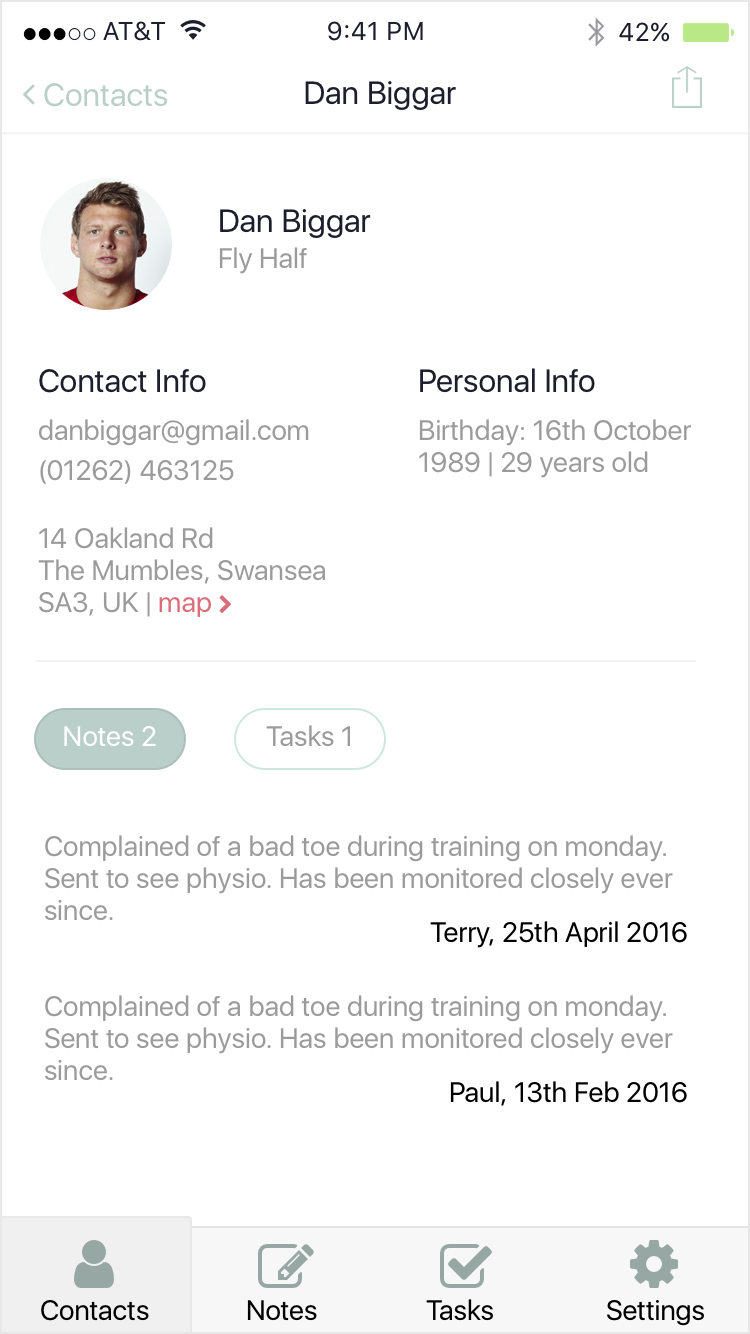 AT&T 9:41 PM 42%
Contacts Dan Biggar
Dan Biggar
Fly Half
Contact Info
danbiggar@gmail.com
(01262) 463125
14 Oakland Rd
The Mumbles, Swansea
SA3, UK | map
Personal Info
Birthday: 16th October
1989 | 29 years old
Notes 2 Tasks 1
Complained of a bad toe during training on monday.
Sent to see physio. Has been monitored closely ever
since.
Terry, 25th April 2016
Complained of a bad toe during training on monday.
Sent to see physio. Has been monitored closely ever
since.
Paul, 13th Feb 2016
Contacts Notes Tasks Settings